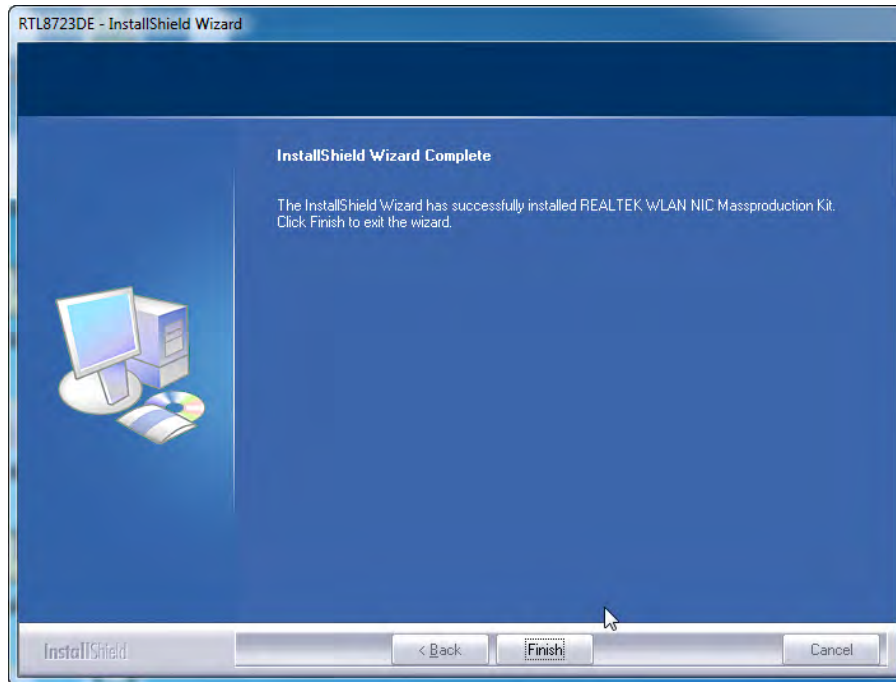 RTL8723DE - InstallShield Wizard
InstallShield Wizard Complete
The InstallShield Wizard has successfully installed REALTEK WLAN NIC Massproduction Kit.
Click Finish to exit the wizard.
InstallShield
< Back
Finish
Cancel